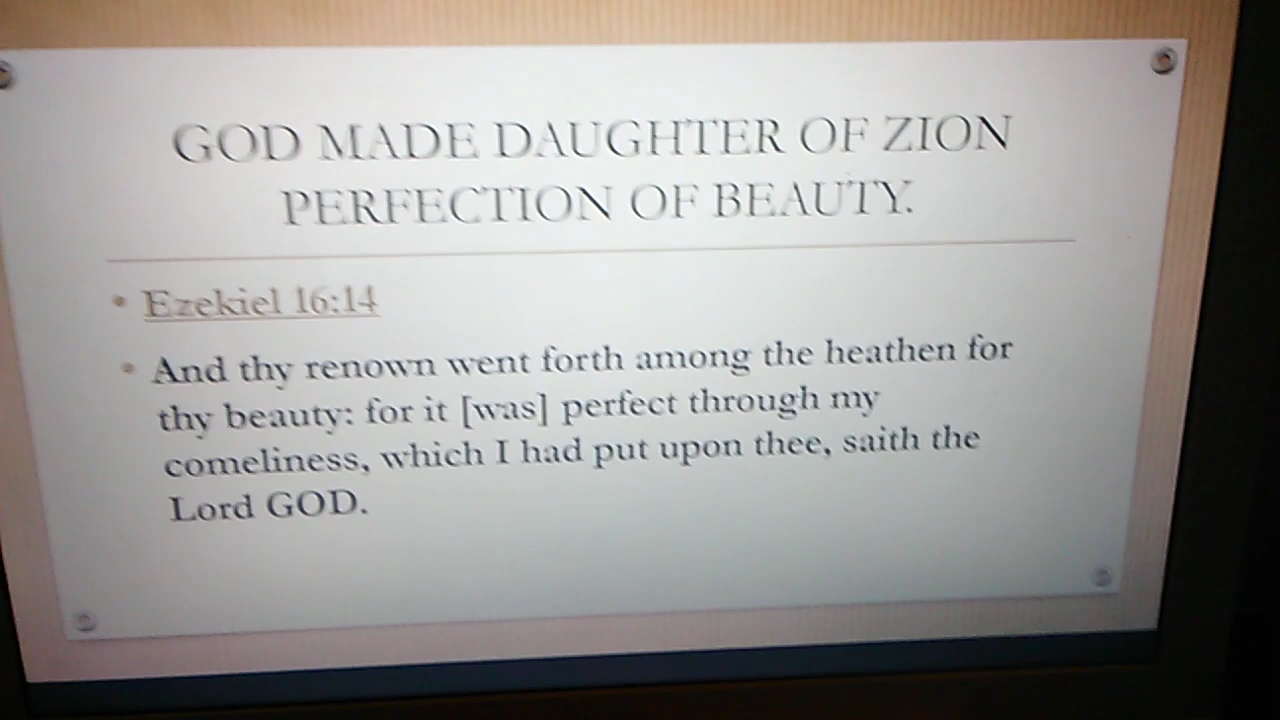 GOD MADE DAUGHTER OF ZION
PERFECTION OF BEAUTY.
• Ezekiel 16:14
• And thy renown went forth among the heathen for
thy beauty: for it [was] perfect through my
comeliness, which I had put upon thee, saith the
Lord GOD.